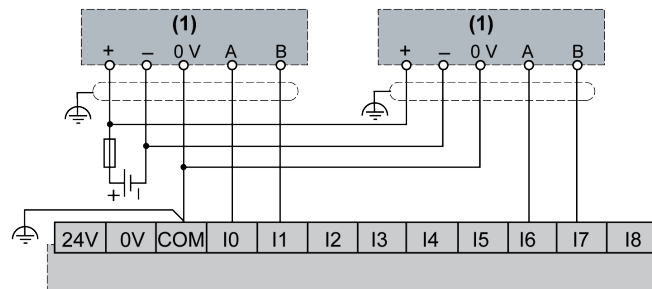 (1) (1)
+ – 0 V A B + – 0 V A B
+ –
24V 0V COM I0 I1 I2 I3 I4 I5 I6 I7 I8